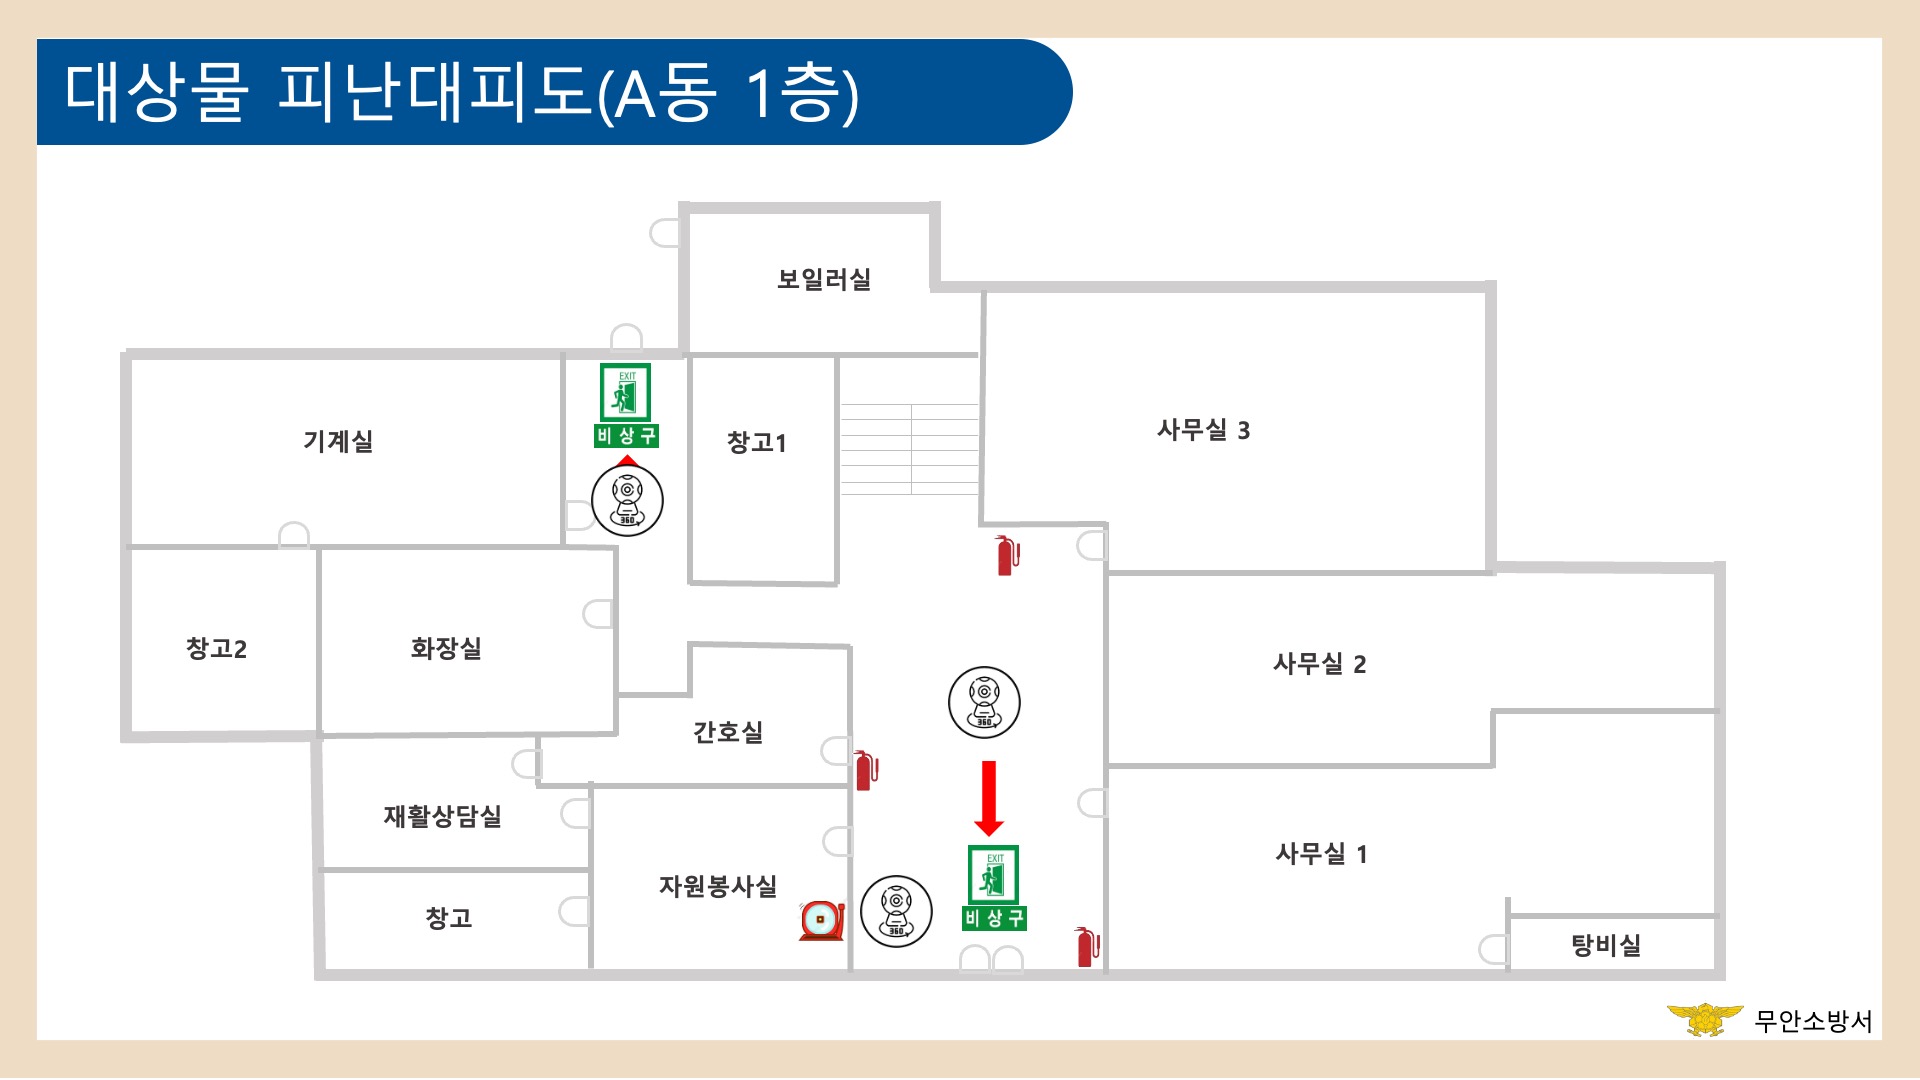 대상물 피난대피도(A동 1층)
보일러실
EXIT
비상구
기계실
창고1
사무실 3
360
창고2
화장실
사무실 2
360
간호실
재활상담실
사무실 1
EXIT
비상구
자원봉사실
360
창고
탕비실
무안소방서